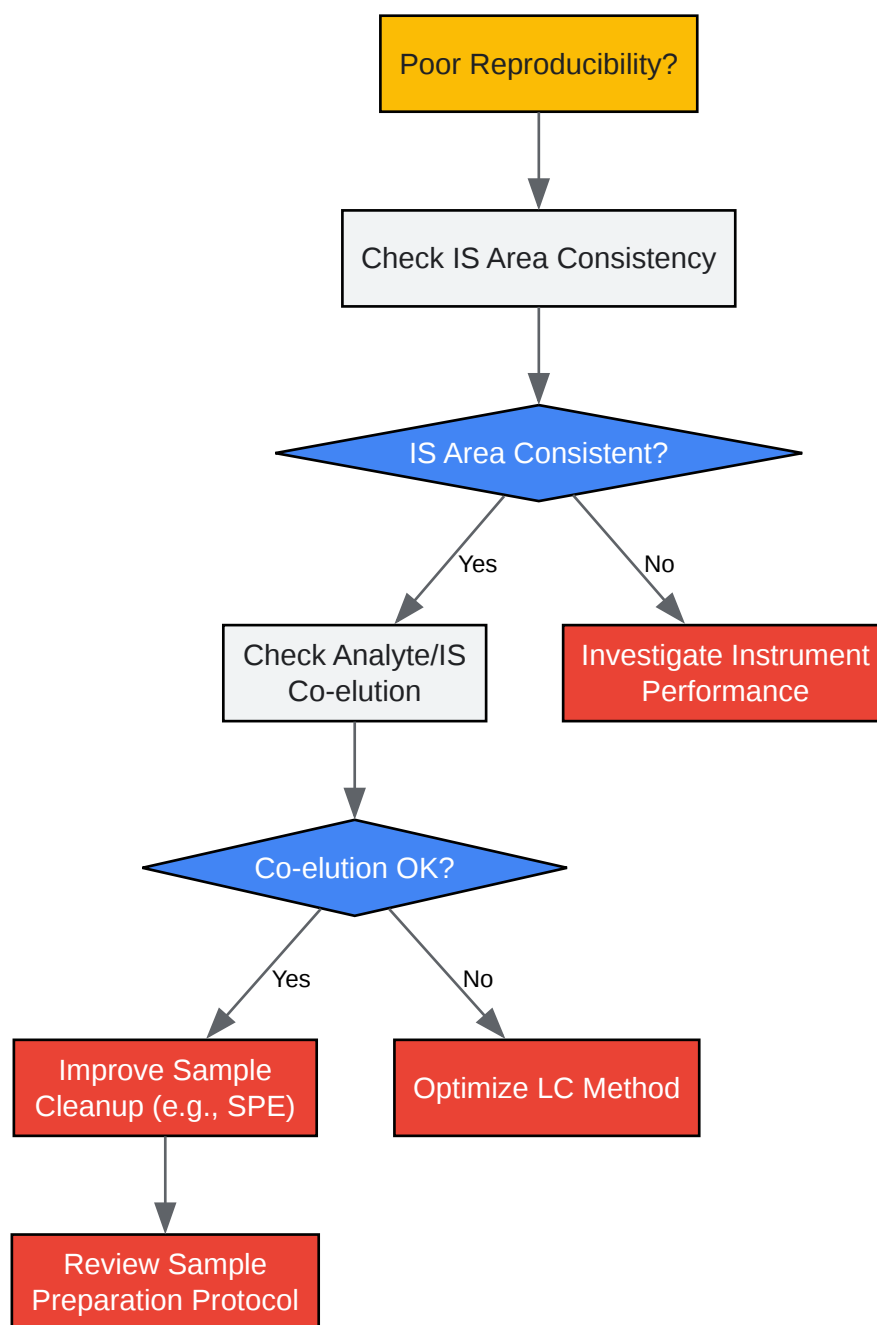 Poor Reproducibility?
Check IS Area Consistency
IS Area Consistent?
Yes
No
Check Analyte/IS
Co-elution
Investigate Instrument
Performance
Co-elution OK?
Yes
No
Improve Sample
Cleanup (e.g., SPE)
Optimize LC Method
Review Sample
Preparation Protocol